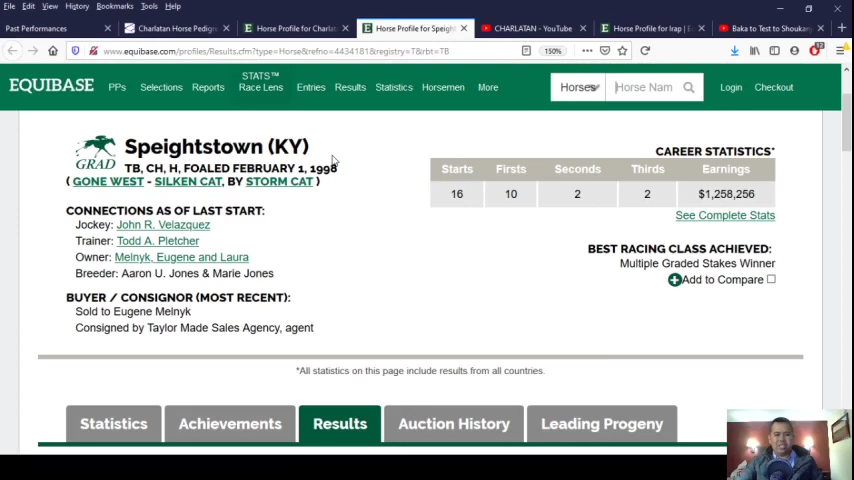 File Edit View History Bookmarks Tools Help
Past Performances
Charlatan Horse Pedigre
Horse Profile for Charlat
Horse Profile for Speigh
CHARLATAN - YouTube
Horse Profile for Irap | E
Baka to Test to Shoukan
www.equibase.com/profiles/Results.cfm?type=Horse&refno=4434181&registry=T&rbt=TB
150%
EQUIBASE
PPs
Selections
Reports
STATS™
Race Lens
Entries
Results
Statistics
Horsemen
More
Horses
Horse Nam
Login
Checkout
GRAD
Speightstown (KY)
TB, CH, H, FOALED FEBRUARY 1, 1998
( GONE WEST - SILKEN CAT, BY STORM CAT )
CONNECTIONS AS OF LAST START:
Jockey: John R. Velazquez
Trainer: Todd A. Pletcher
Owner: Melnyk, Eugene and Laura
Breeder: Aaron U. Jones & Marie Jones
BUYER / CONSIGNOR (MOST RECENT):
Sold to Eugene Melnyk
Consigned by Taylor Made Sales Agency, agent
CAREER STATISTICS*
Starts Firsts Seconds Thirds Earnings
16 10 2 2 $1,258,256
See Complete Stats
BEST RACING CLASS ACHIEVED:
Multiple Graded Stakes Winner
Add to Compare
*All statistics on this page include results from all countries.
Statistics
Achievements
Results
Auction History
Leading Progeny